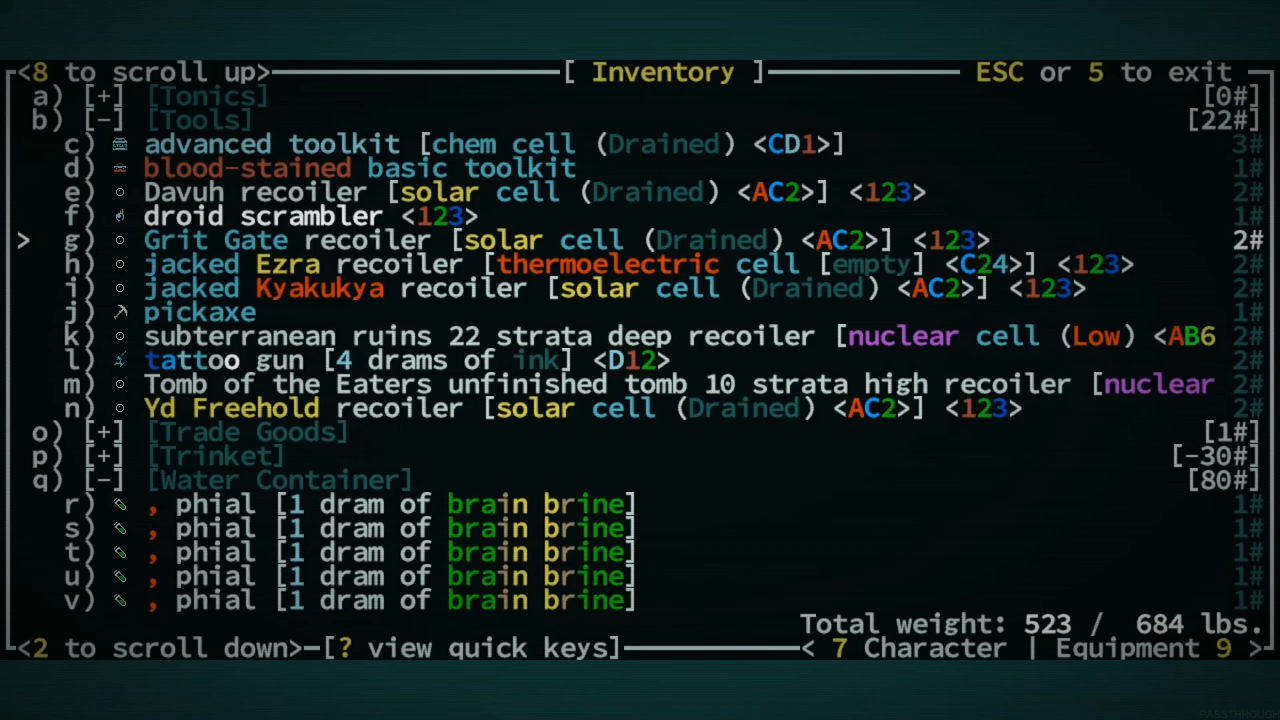 <8 to scroll up> [ Inventory ] ESC or 5 to exit
a) [+] [Tonics] [0#]
b) [-] [Tools] [22#]
c) advanced toolkit [chem cell (Drained) <CD1>] 3#
d) blood-stained basic toolkit 1#
e) Davuh recoiler [solar cell (Drained) <AC2>] <123> 2#
f) droid scrambler <123> 1#
> g) Grit Gate recoiler [solar cell (Drained) <AC2>] <123> 2#
h) jacked Ezra recoiler [thermoelectric cell [empty] <C24>] <123> 2#
i) jacked Kyakukya recoiler [solar cell (Drained) <AC2>] <123> 2#
j) pickaxe 2#
k) subterranean ruins 22 strata deep recoiler [nuclear cell (Low) <AB6 2#
l) tattoo gun [4 drams of ink] <D12> 2#
m) Tomb of the Eaters unfinished tomb 10 strata high recoiler [nuclear 2#
n) Yd Freehold recoiler [solar cell (Drained) <AC2>] <123> 2#
o) [+] [Trade Goods] [1#]
p) [+] [Trinket] [-30#]
q) [-] [Water Container] [80#]
r) , phial [1 dram of brain brine] 1#
s) , phial [1 dram of brain brine] 1#
t) , phial [1 dram of brain brine] 1#
u) , phial [1 dram of brain brine] 1#
v) , phial [1 dram of brain brine] 1#
Total weight: 523 / 684 lbs.
<2 to scroll down> [? view quick keys] < 7 Character | Equipment 9 >